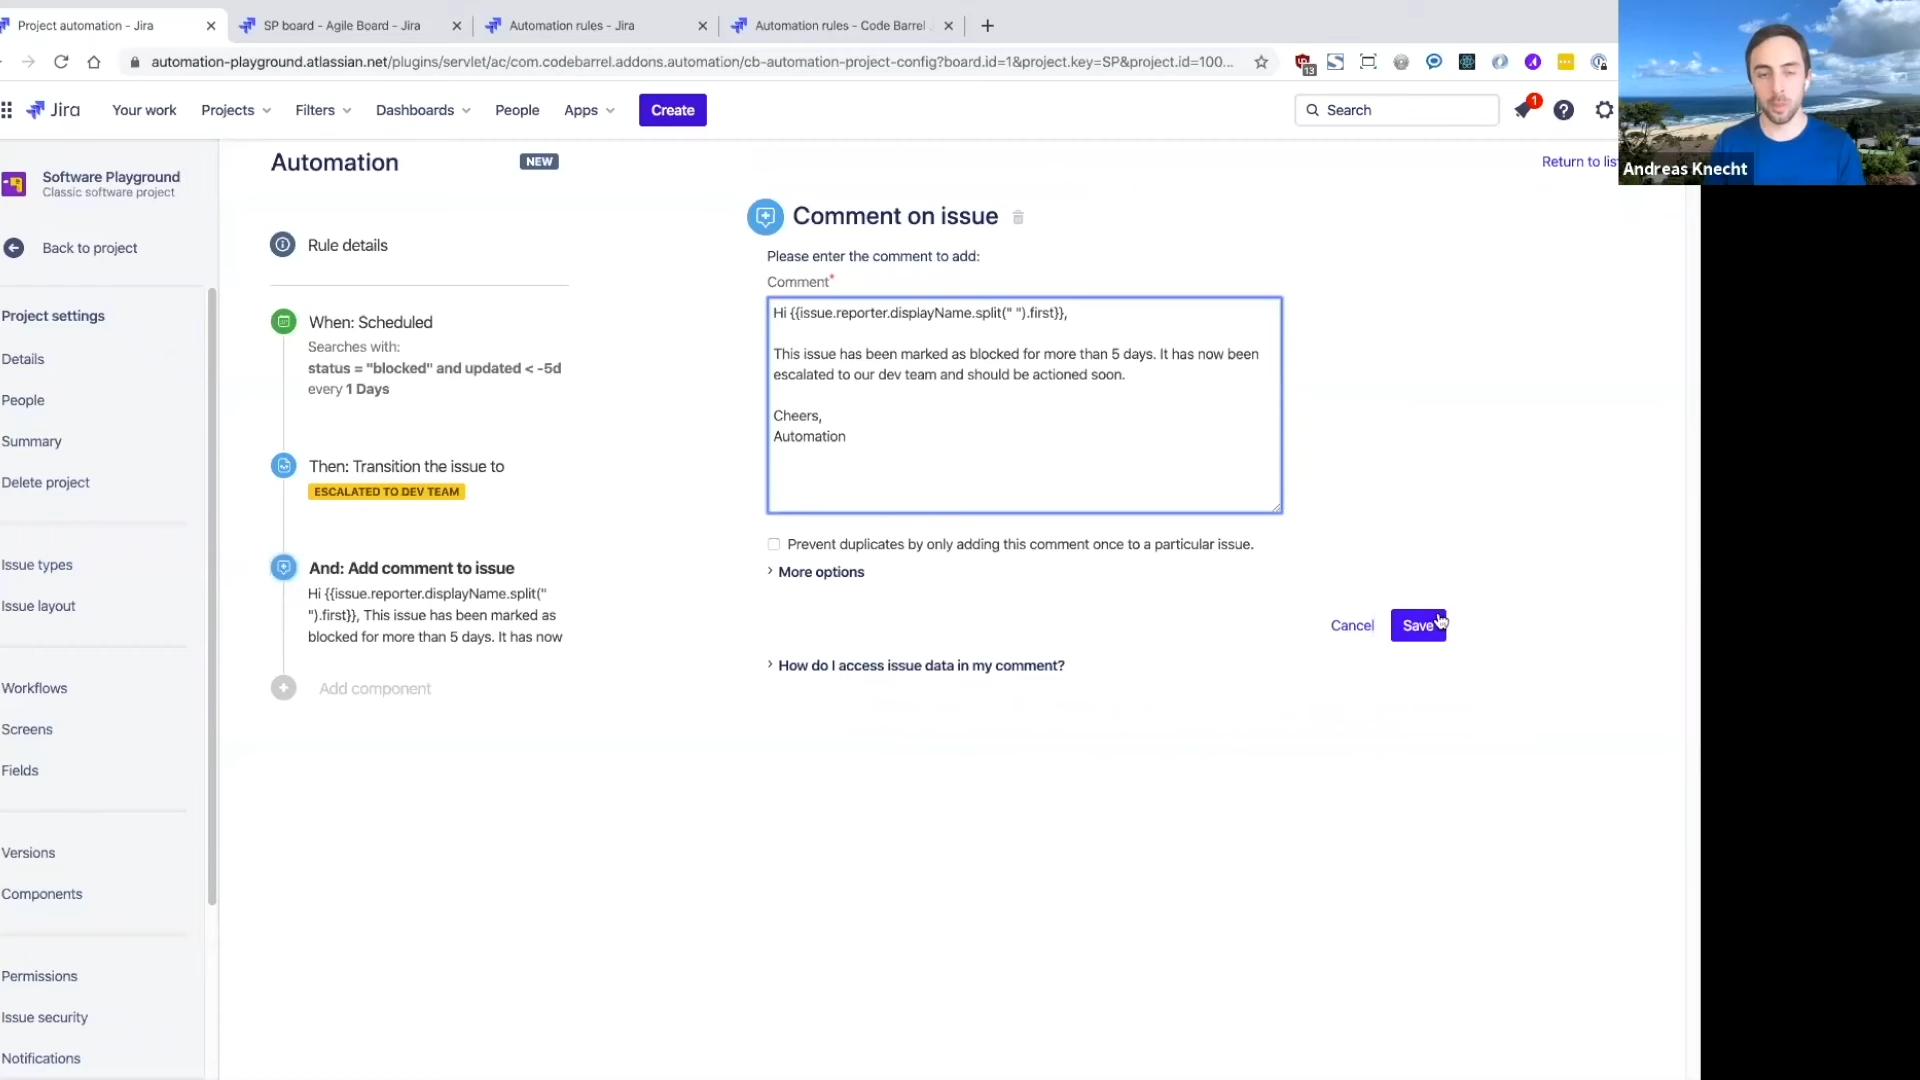 Project automation - Jira
SP board - Agile Board - Jira
Automation rules - Jira
Automation rules - Code Barrel
automation-playground.atlassian.net/plugins/servlet/ac/com.codebarrel.addons.automation/cb-automation-project-config?board.id=1&project.key=SP&project.id=100...
13
Jira
Your work
Projects
Filters
Dashboards
People
Apps
Create
Search
1
Andreas Knecht
Software Playground
Classic software project
Back to project
Project settings
Details
People
Summary
Delete project
Issue types
Issue layout
Workflows
Screens
Fields
Versions
Components
Permissions
Issue security
Notifications
Automation
NEW
Return to lis
Rule details
When: Scheduled
Searches with:
status = "blocked" and updated < -5d
every 1 Days
Then: Transition the issue to
ESCALATED TO DEV TEAM
And: Add comment to issue
Hi {{issue.reporter.displayName.split("
").first}}, This issue has been marked as
blocked for more than 5 days. It has now
Add component
Comment on issue
Please enter the comment to add:
Comment*
Hi {{issue.reporter.displayName.split(" ").first}},
This issue has been marked as blocked for more than 5 days. It has now been
escalated to our dev team and should be actioned soon.
Cheers,
Automation
Prevent duplicates by only adding this comment once to a particular issue.
More options
Cancel
Save
How do I access issue data in my comment?